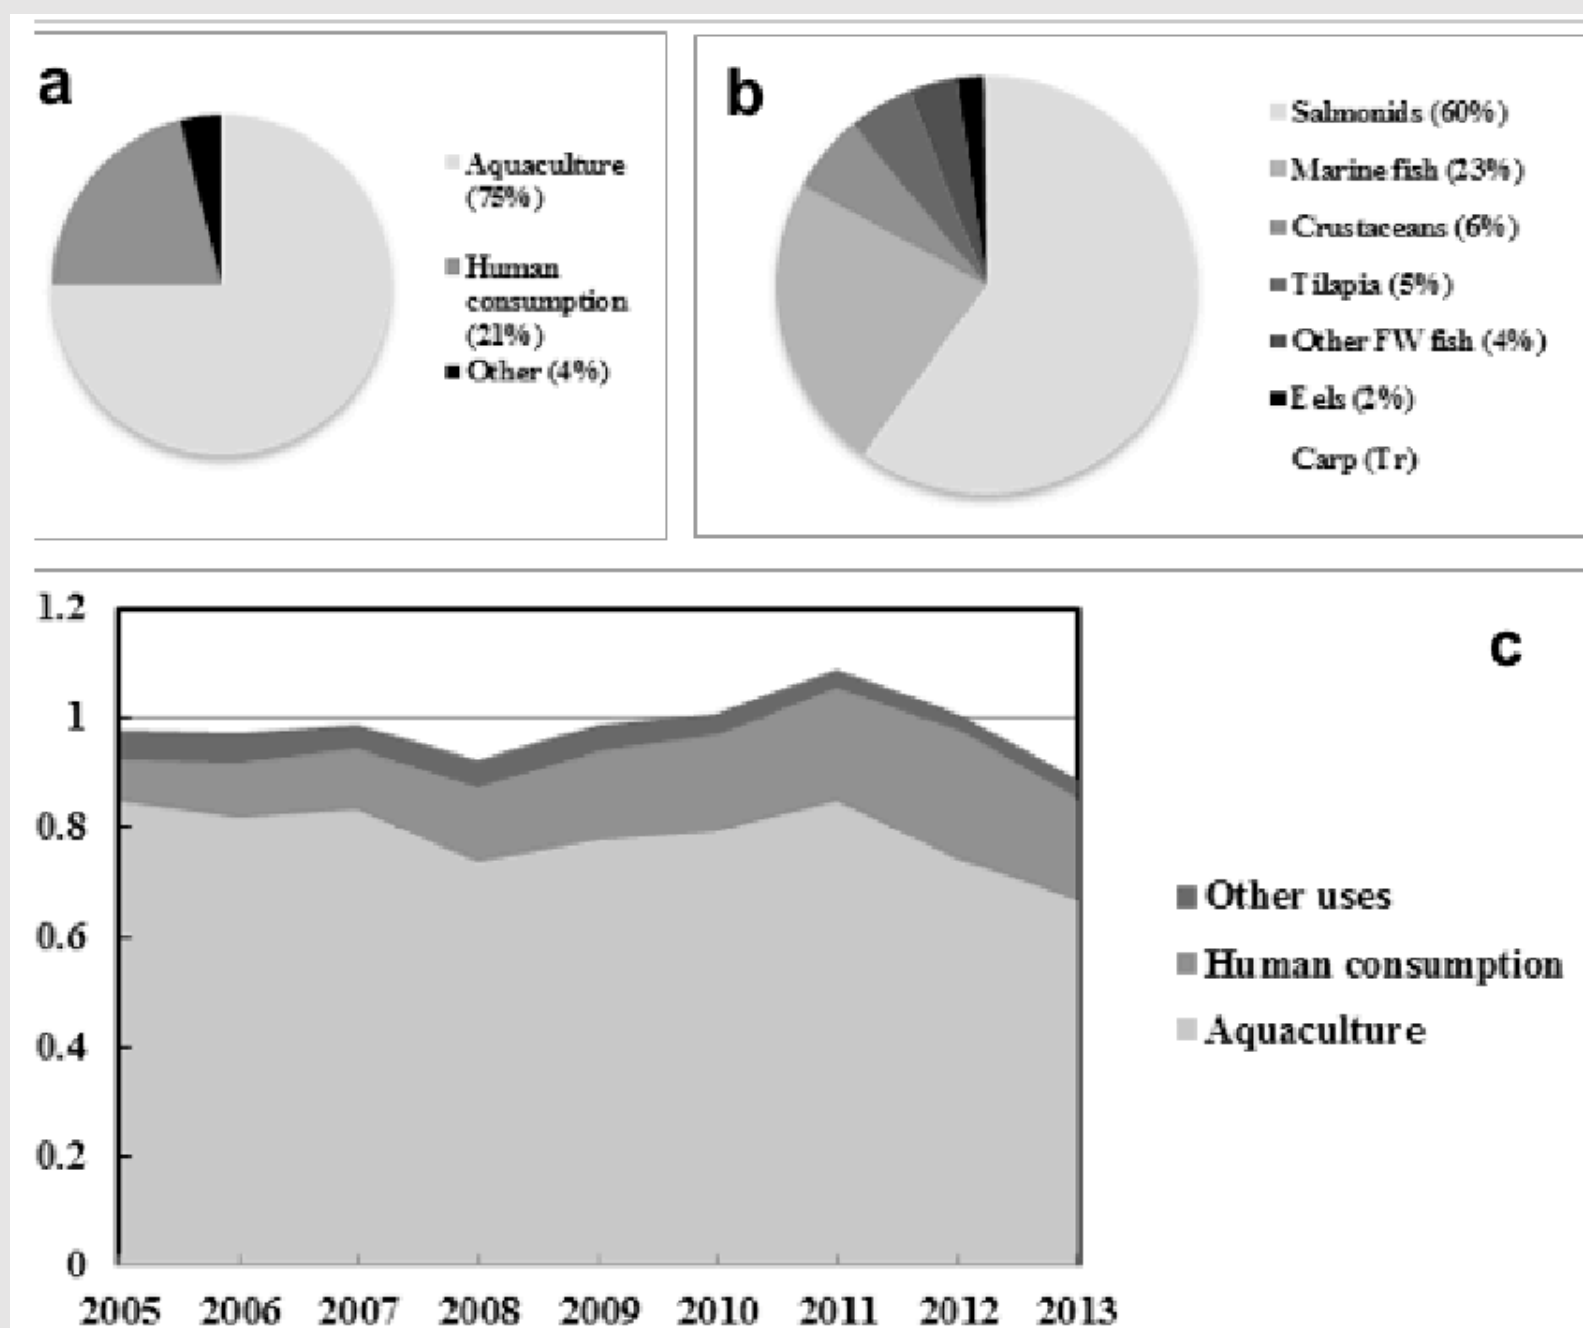 a
Aquaculture
(75%)
Human
consumption
(21%)
Other (4%)
b
Salmonids (60%)
Marine fish (23%)
Crustaceans (6%)
Tilapia (5%)
Other FW fish (4%)
Eels (2%)
Carp (Tr)
c
1.2
1
0.8
0.6
0.4
0.2
0
2005 2006 2007 2008 2009 2010 2011 2012 2013
Other uses
Human consumption
Aquaculture